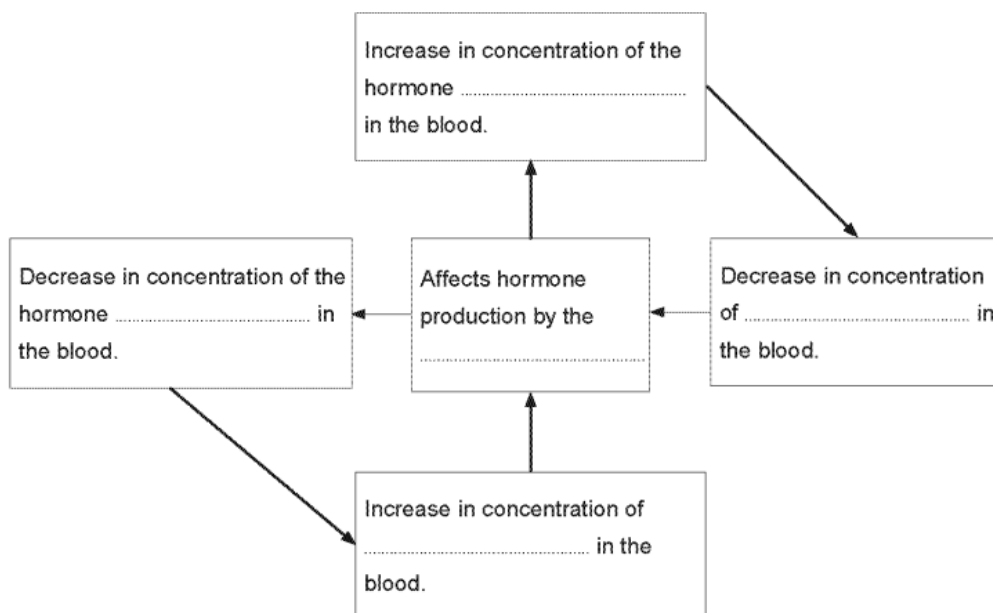 Increase in concentration of the
hormone ........................................
in the blood.
Decrease in concentration of the
hormone .................................. in
the blood.
Affects hormone
production by the
........................................
Decrease in concentration
of ........................................ in
the blood.
Increase in concentration of
........................................ in the
blood.